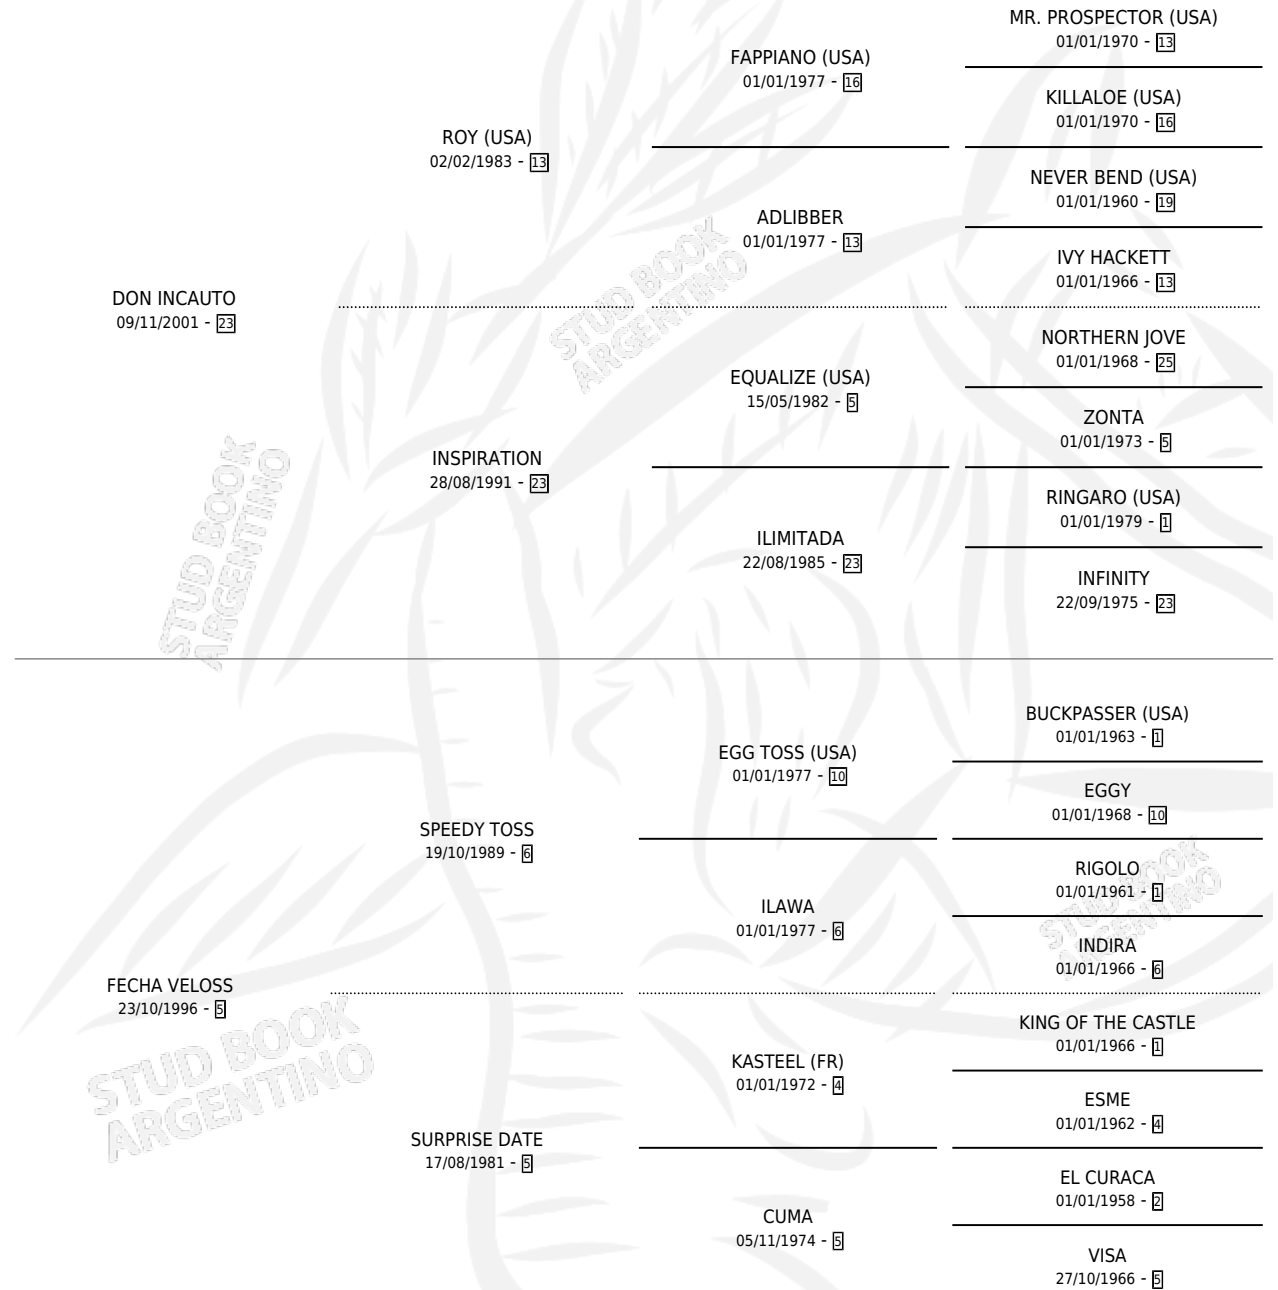 MR. PROSPECTOR (USA)
01/01/1970 - 13
FAPPIANO (USA)
01/01/1977 - 16
KILLALOE (USA)
01/01/1970 - 16
ROY (USA)
02/02/1983 - 13
NEVER BEND (USA)
01/01/1960 - 19
ADLIBBER
01/01/1977 - 13
IVY HACKETT
01/01/1966 - 13
DON INCAUTO
09/11/2001 - 23
NORTHERN JOVE
01/01/1968 - 25
EQUALIZE (USA)
15/05/1982 - 5
ZONTA
01/01/1973 - 5
INSPIRATION
28/08/1991 - 23
RINGARO (USA)
01/01/1979 - 1
ILIMITADA
22/08/1985 - 23
INFINITY
22/09/1975 - 23
STUD BOOK
ARGENTINO
STUD BOOK
ARGENTINO
BUCKPASSER (USA)
01/01/1963 - 1
EGG TOSS (USA)
01/01/1977 - 10
EGGY
01/01/1968 - 10
SPEEDY TOSS
19/10/1989 - 6
RIGOLO
01/01/1961 - 1
ILAWA
01/01/1977 - 6
INDIRA
01/01/1966 - 6
FECHA VELOSS
23/10/1996 - 5
KING OF THE CASTLE
01/01/1966 - 1
KASTEEL (FR)
01/01/1972 - 4
ESME
01/01/1962 - 4
SURPRISE DATE
17/08/1981 - 5
EL CURACA
01/01/1958 - 2
CUMA
05/11/1974 - 5
VISA
27/10/1966 - 5
STUD BOOK
ARGENTINO
STUD BOOK
ARGENTINO